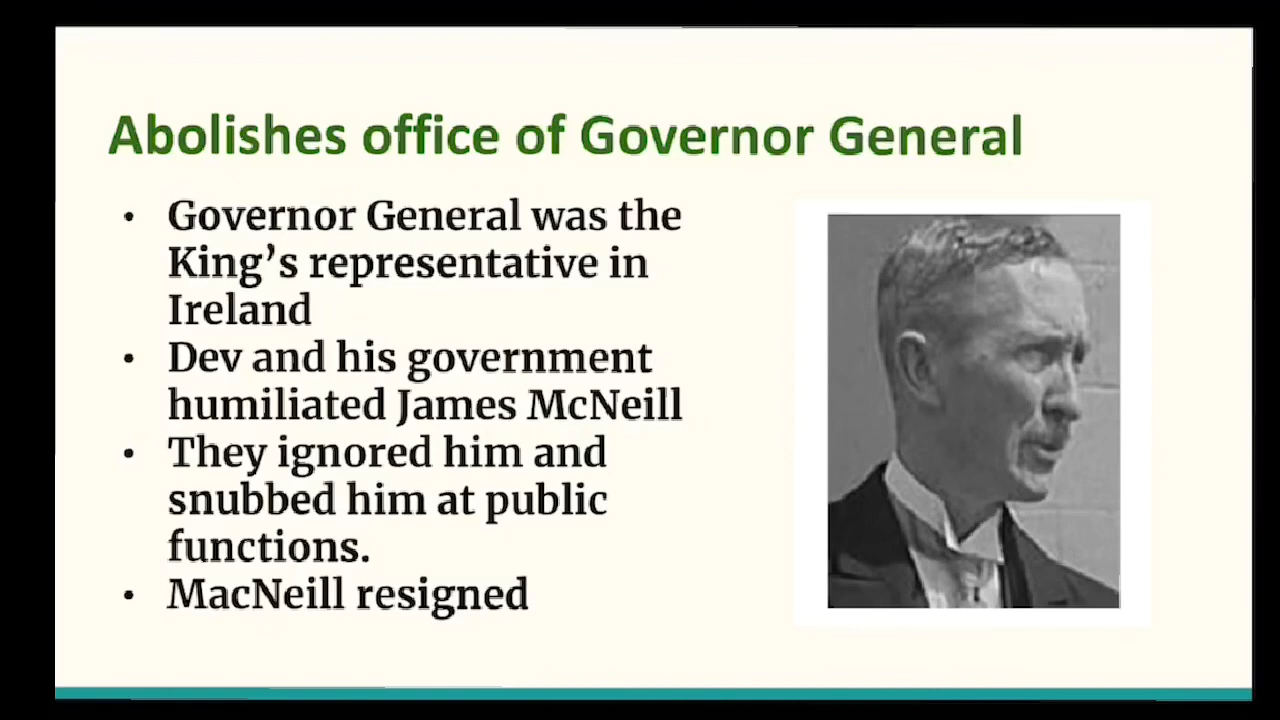 Abolishes office of Governor General
• Governor General was the
King’s representative in
Ireland
• Dev and his government
humiliated James McNeill
• They ignored him and
snubbed him at public
functions.
• MacNeill resigned